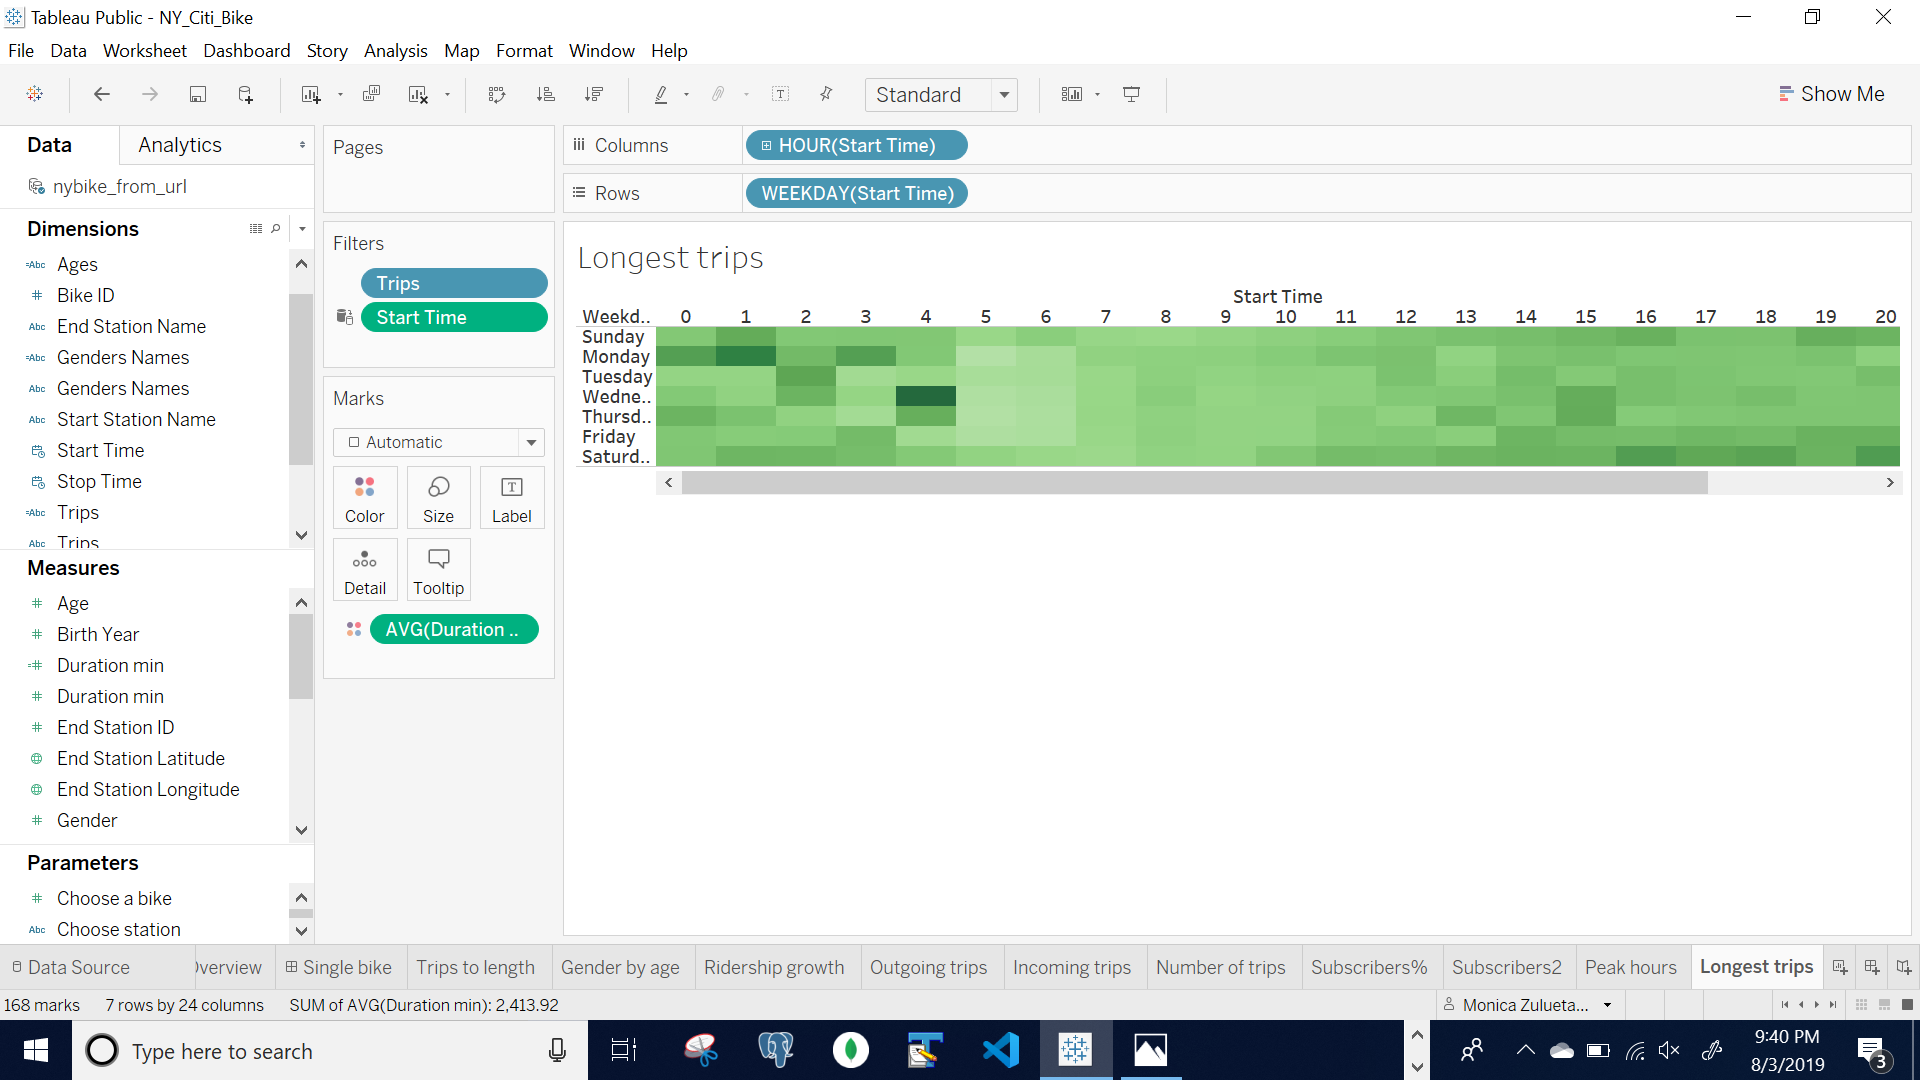 Tableau Public - NY_Citi_Bike
File Data Worksheet Dashboard Story Analysis Map Format Window Help
Standard
Show Me
Data Analytics
nybike_from_url
Dimensions
Abc Ages
Bike ID
Abc End Station Name
Abc Genders Names
Abc Genders Names
Abc Start Station Name
Start Time
Stop Time
Abc Trips
Abc Trips
Measures
Age
Birth Year
Duration min
Duration min
End Station ID
End Station Latitude
End Station Longitude
Gender
Parameters
Choose a bike
Abc Choose station
Pages
Filters
Trips
Start Time
Marks
Automatic
Color Size Label
Detail Tooltip
AVG(Duration ..
Columns HOUR(Start Time)
Rows WEEKDAY(Start Time)
Longest trips
Start Time
Weekd.. 0 1 2 3 4 5 6 7 8 9 10 11 12 13 14 15 16 17 18 19 20
Sunday
Monday
Tuesday
Wedne..
Thursd..
Friday
Saturd..
Data Source Overview Single bike Trips to length Gender by age Ridership growth Outgoing trips Incoming trips Number of trips Subscribers% Subscribers2 Peak hours Longest trips
168 marks 7 rows by 24 columns SUM of AVG(Duration min): 2,413.92 Monica Zulueta...
Type here to search
9:40 PM
8/3/2019
3